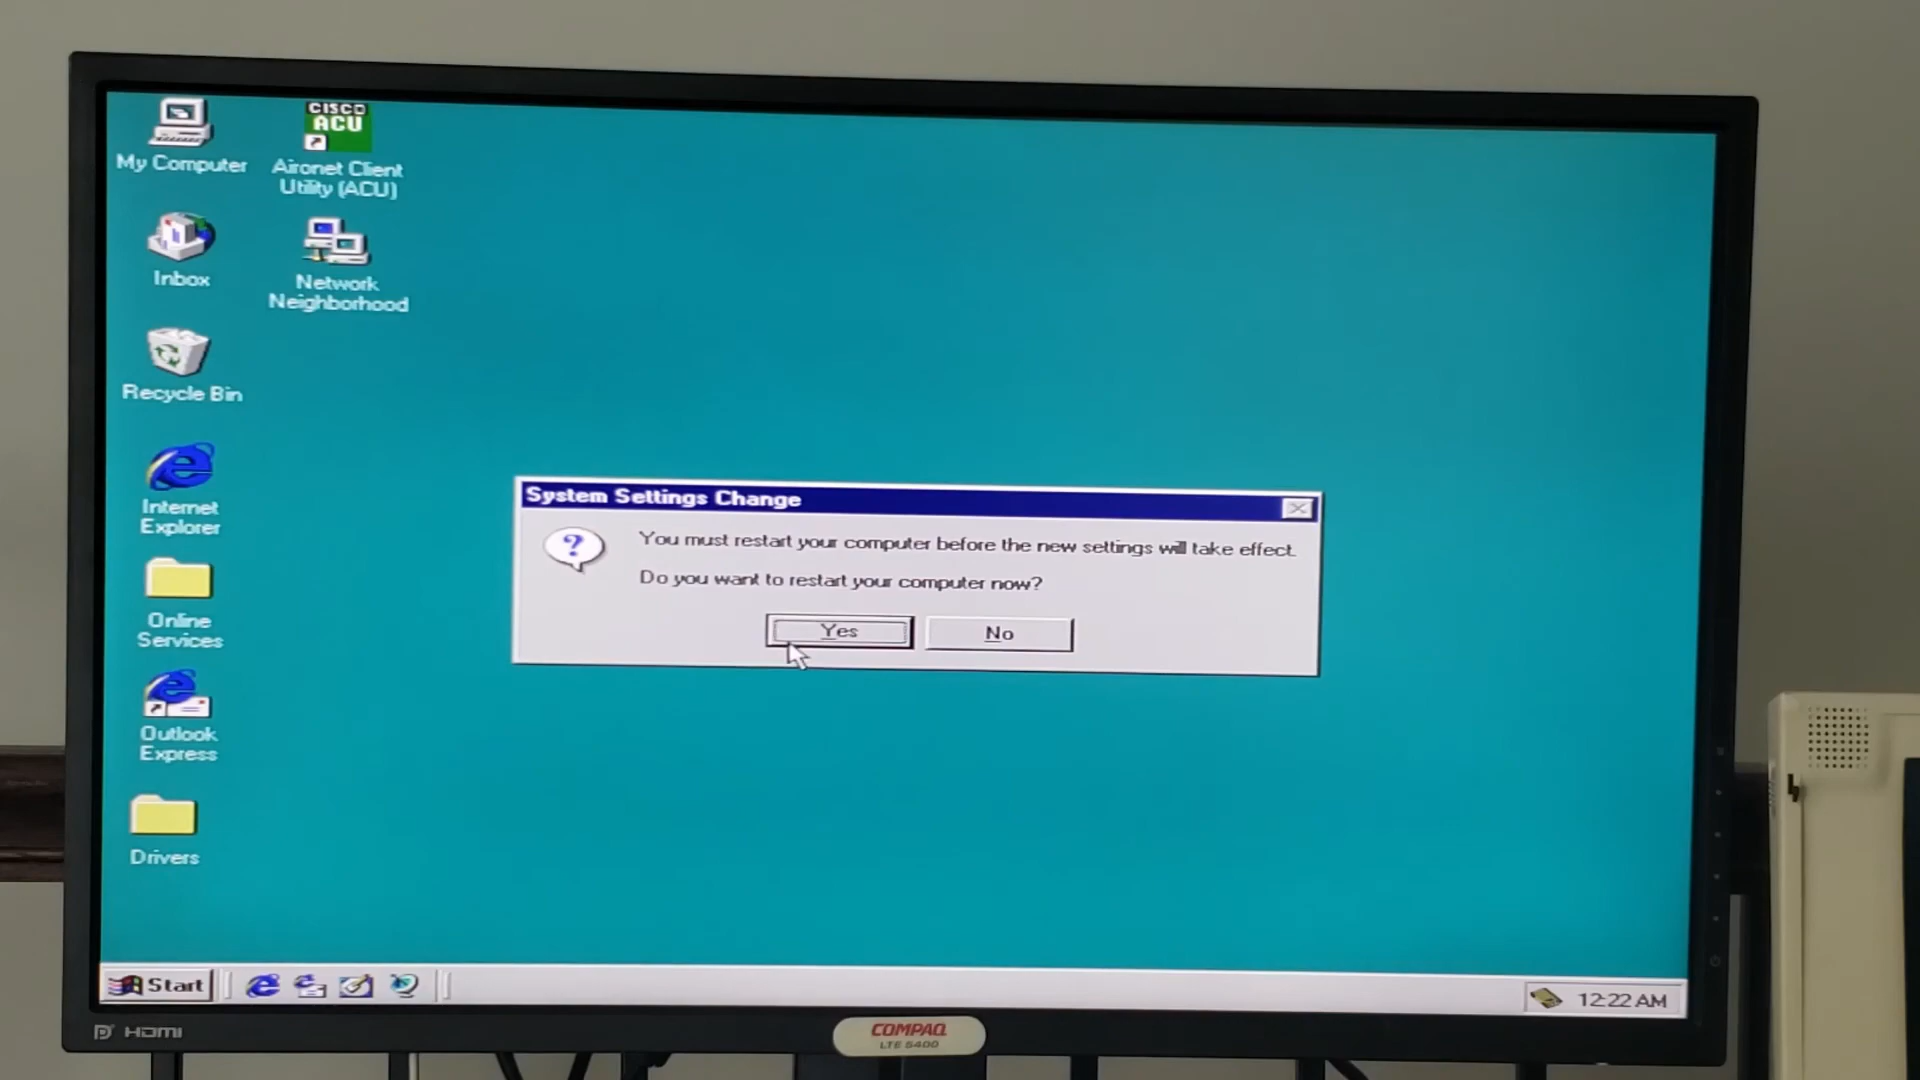 My Computer
CISCO
ACU
Aironet Client
Utility (ACU)
Inbox
Network
Neighborhood
Recycle Bin
Internet
Explorer
Online
Services
Outlook
Express
Drivers
System Settings Change
You must restart your computer before the new settings will take effect.
Do you want to restart your computer now?
Yes
No
Start
12:22 AM
HDMI
COMPAQ
LTE 5400